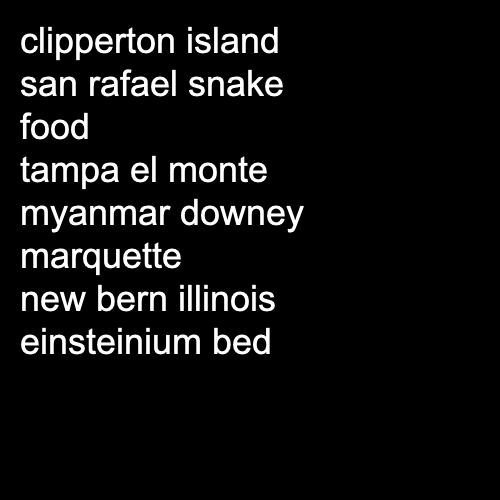 clipperton island
san rafael snake
food
tampa el monte
myanmar downey
marquette
new bern illinois
einsteinium bed